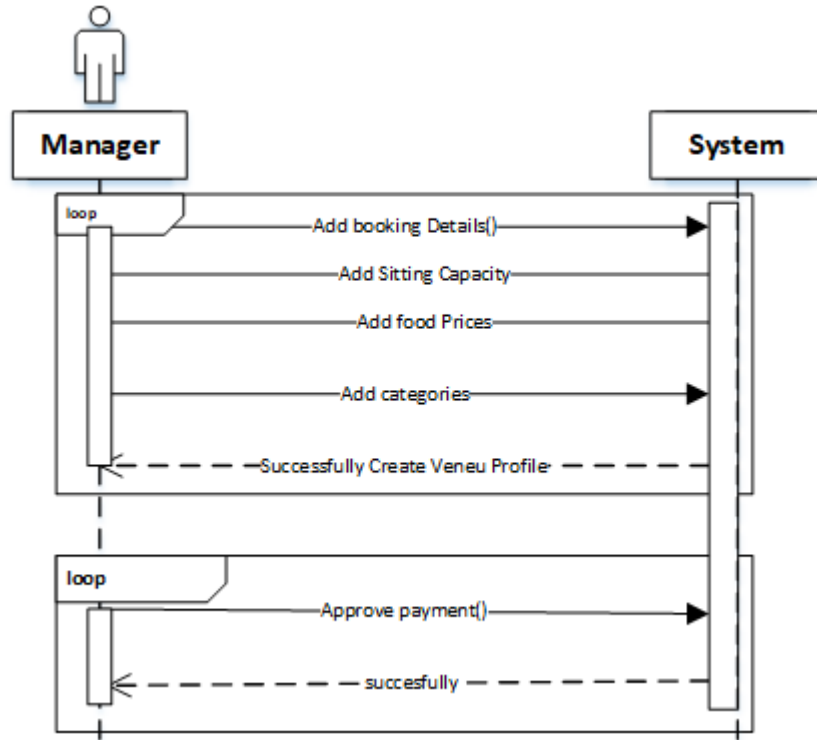 Manager
System
loop
Add booking Details()
Add Sitting Capacity
Add food Prices
Add categories
Successfully Create Veneu Profile
loop
Approve payment()
succesfully